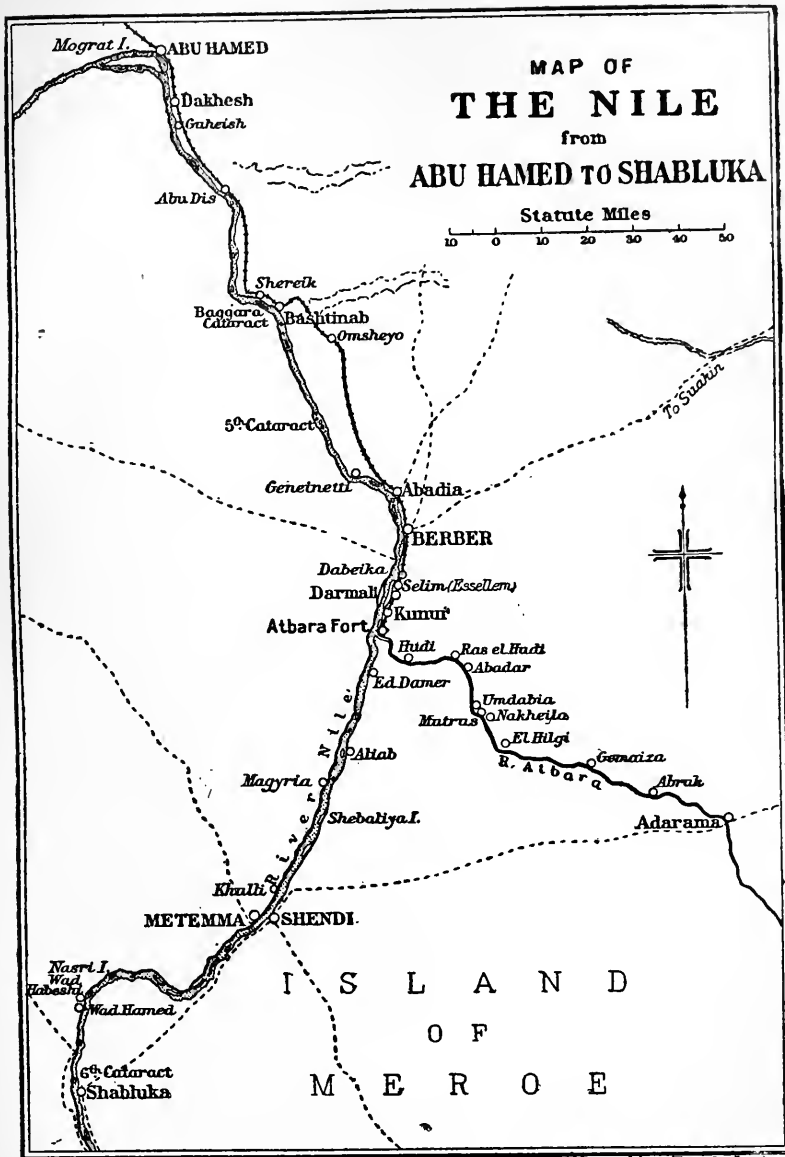 MAP OF
THE NILE
from
ABU HAMED TO SHABLUKA
Statute Miles
10 0 10 20 30 40 50
Mograt I.
ABU HAMED
Dakhesh
Gaheish
Abu Dis
Shereik
Baggara
Cataract
Bashtinab
Omsheyo
To Suakin
5th Cataract
Genetnetti
Abadia
BERBER
Dabeika
Selim (Essellem)
Darmali
Kunur
Atbara Fort
Hudi
Ras el Hudi
Abadar
Ed Damer
Umdabia
Matras
Nakheila
El Hilgi
Gemaiza
R. Atbara
Abruk
Adarama
Aliab
River Nile
Magyria
Shebaliya I.
Khalli
METEMMA
SHENDI
Nasri I.
Wad
Habeshi
Wad Hamed
6th Cataract
Shabluka
ISLAND
OF
MEROE